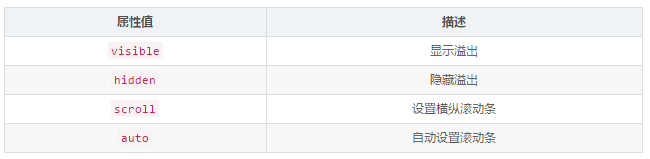 属性值 描述
visible 显示溢出
hidden 隐藏溢出
scroll 设置横纵滚动条
auto 自动设置滚动条